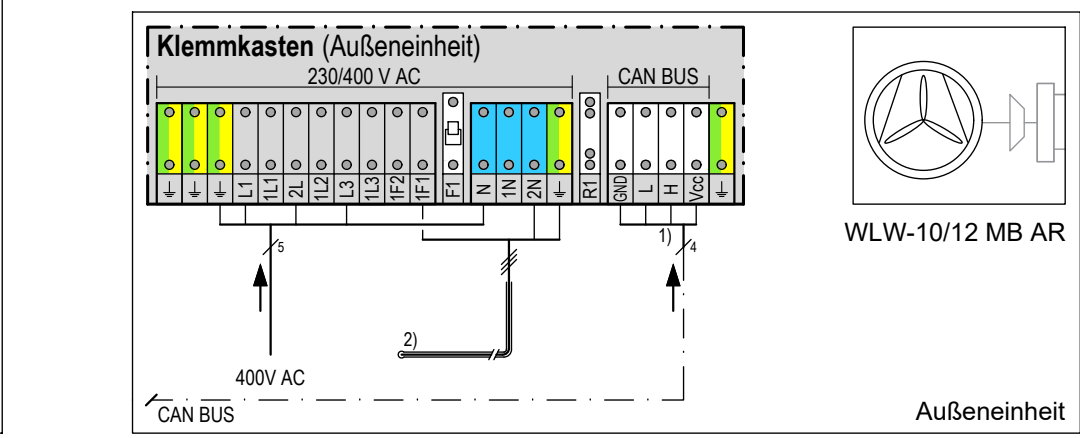 Klemmkasten (Außeneinheit)
230/400 V AC
CAN BUS
L1
1L1
2L
1L2
L3
1L3
1F2
1F1
F1
N
1N
2N
R1
GND
L
H
Vcc
5
1)
4
2)
400V AC
CAN BUS
WLW-10/12 MB AR
Außeneinheit